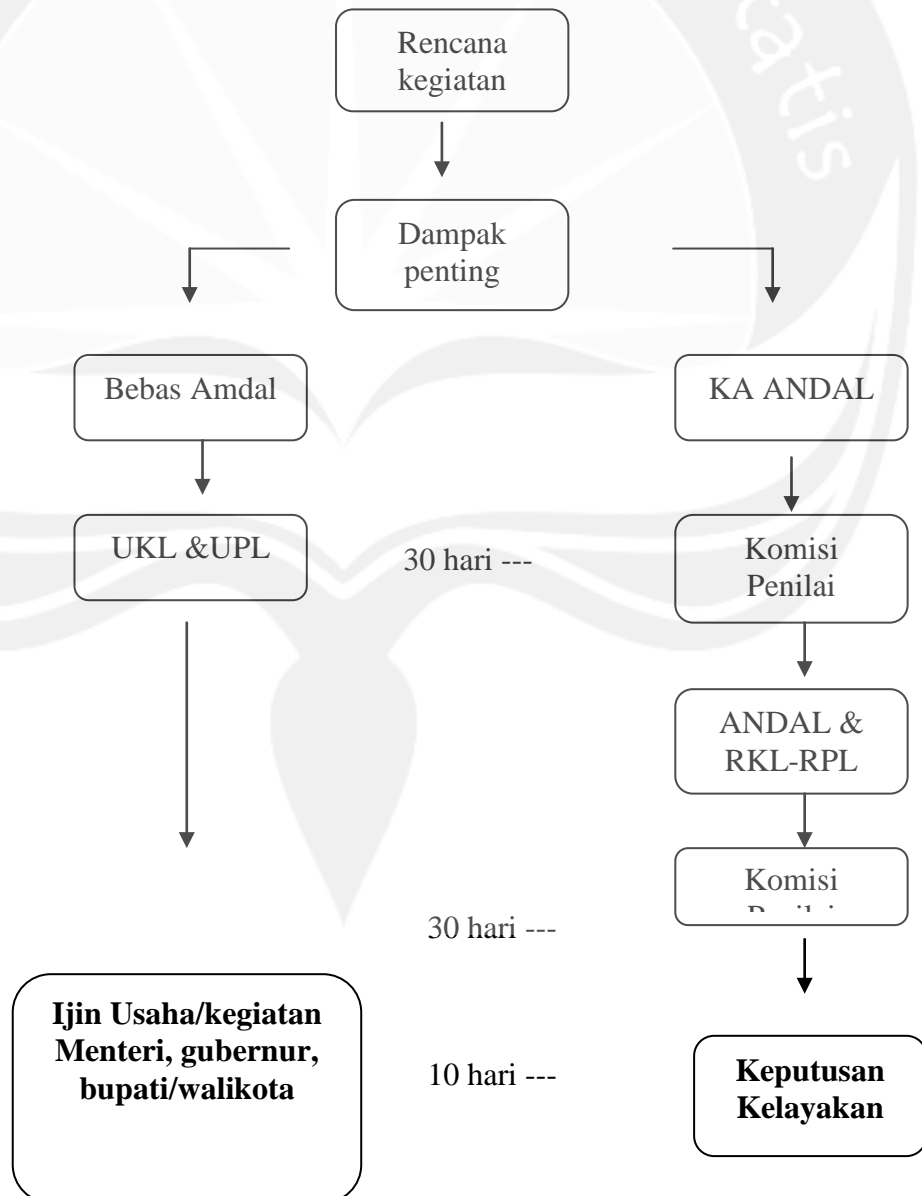 Rencana
kegiatan
Dampak
penting
Bebas Amdal
KA ANDAL
UKL &UPL
30 hari ---
Komisi
Penilai
ANDAL &
RKL-RPL
Komisi
30 hari ---
Ijin Usaha/kegiatan
Menteri, gubernur,
bupati/walikota
10 hari ---
Keputusan
Kelayakan